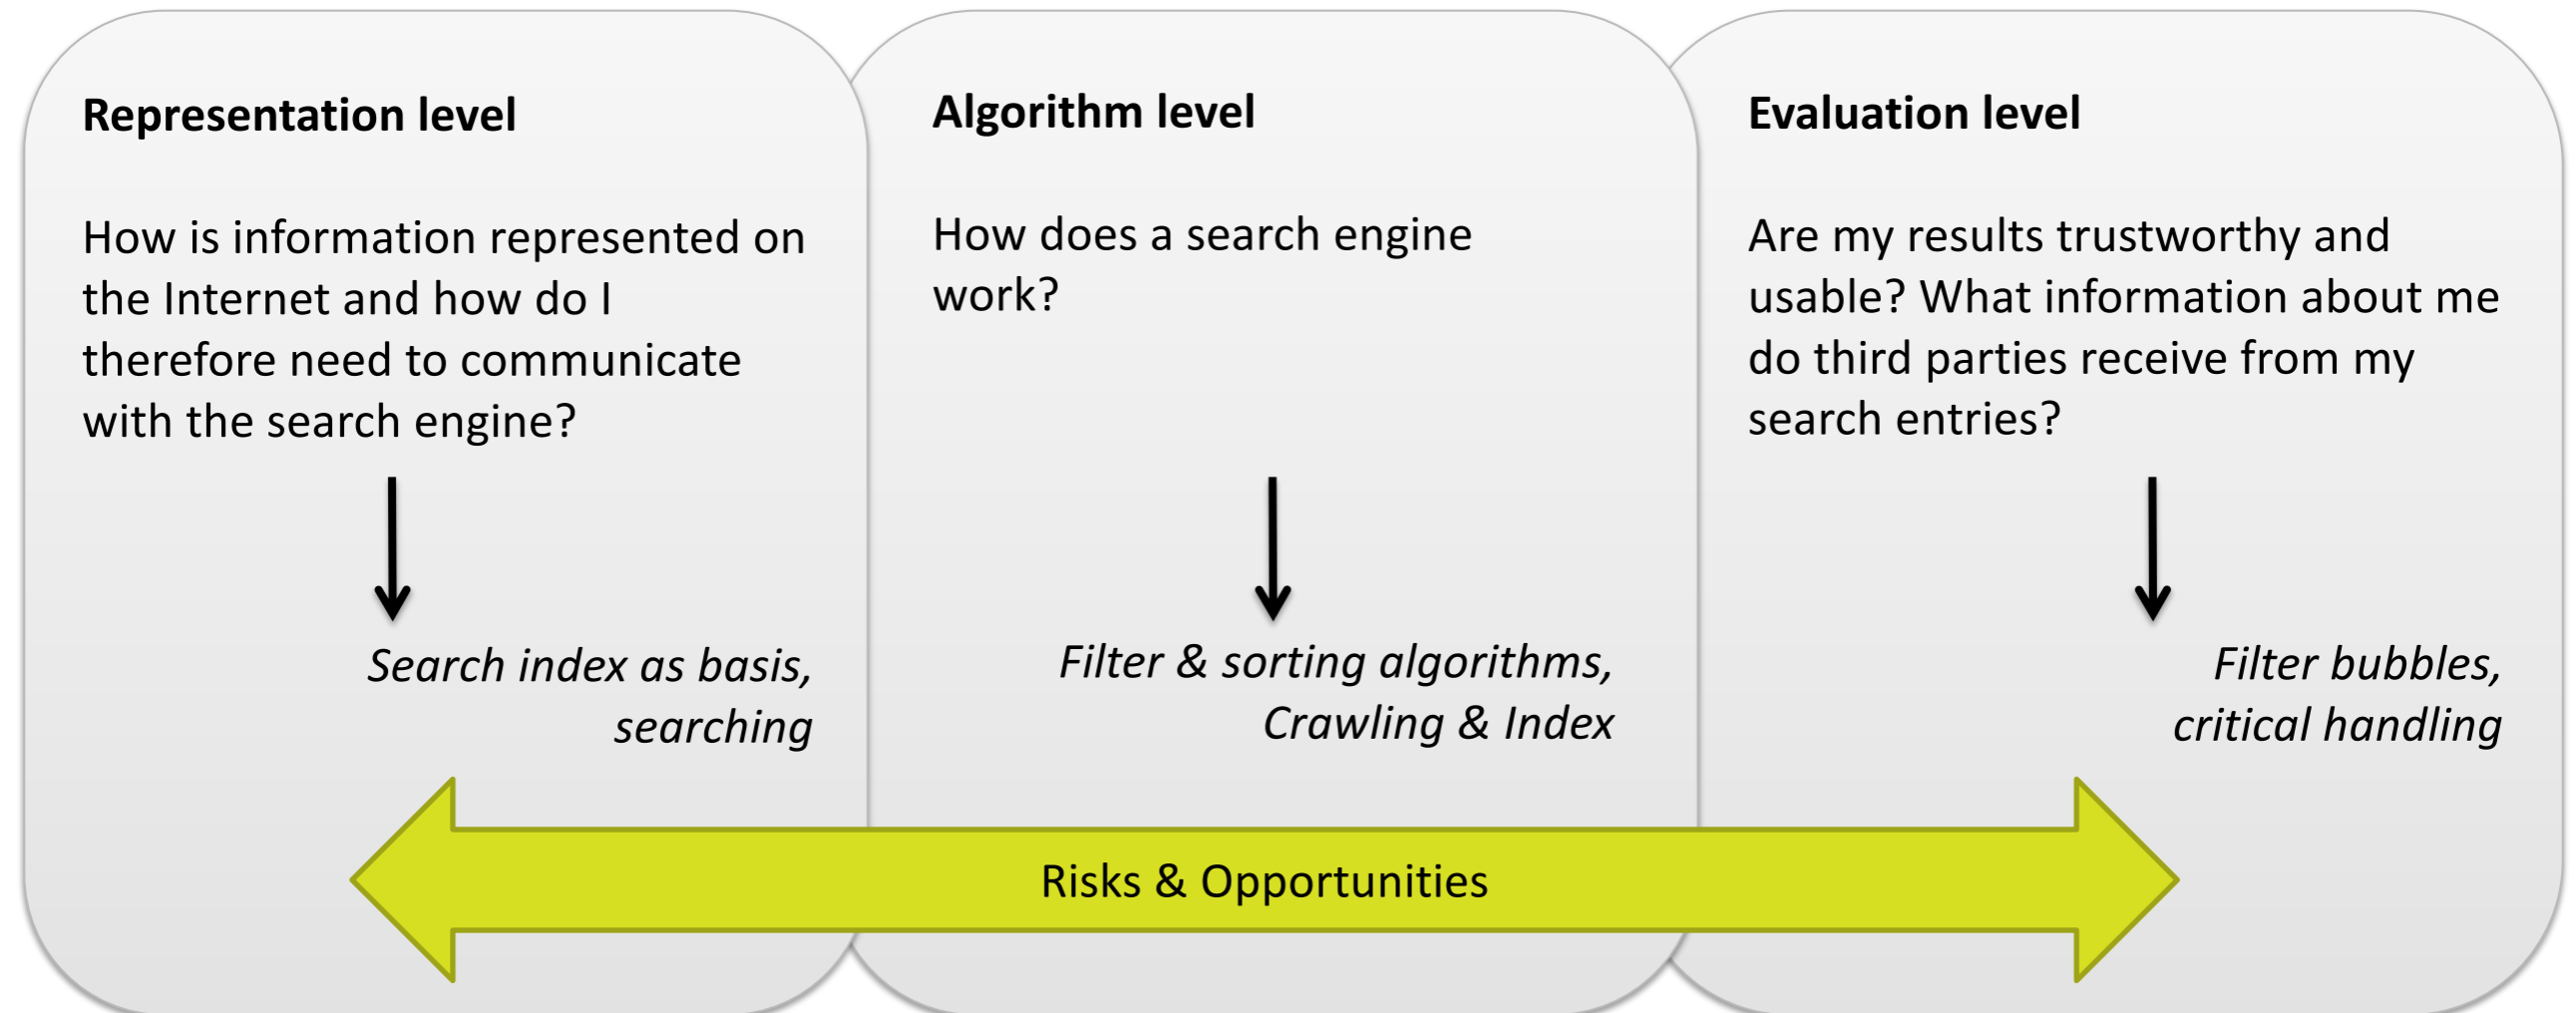 Representation level
How is information represented on
the Internet and how do I
therefore need to communicate
with the search engine?
Search index as basis,
searching
Algorithm level
How does a search engine
work?
Filter & sorting algorithms,
Crawling & Index
Evaluation level
Are my results trustworthy and
usable? What information about me
do third parties receive from my
search entries?
Filter bubbles,
critical handling
Risks & Opportunities